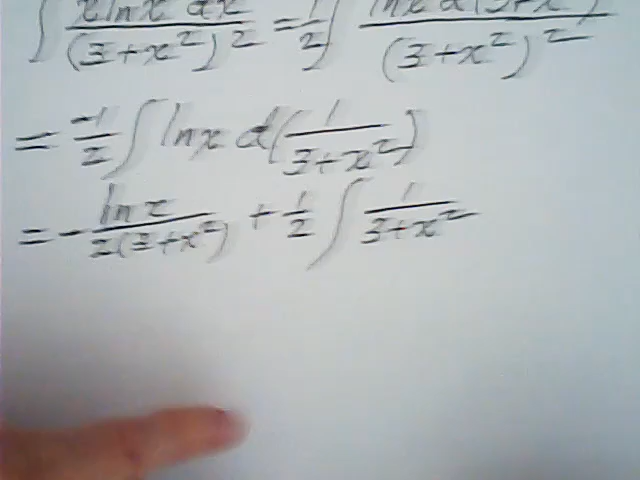 ∫ x ln x dx / (3+x²)² = 1/2 ∫ ln x d(3+x²) / (3+x²)²
= -1/2 ∫ ln x d(1/(3+x²))
= - ln x / 2(3+x²) + 1/2 ∫ 1/(3+x²)